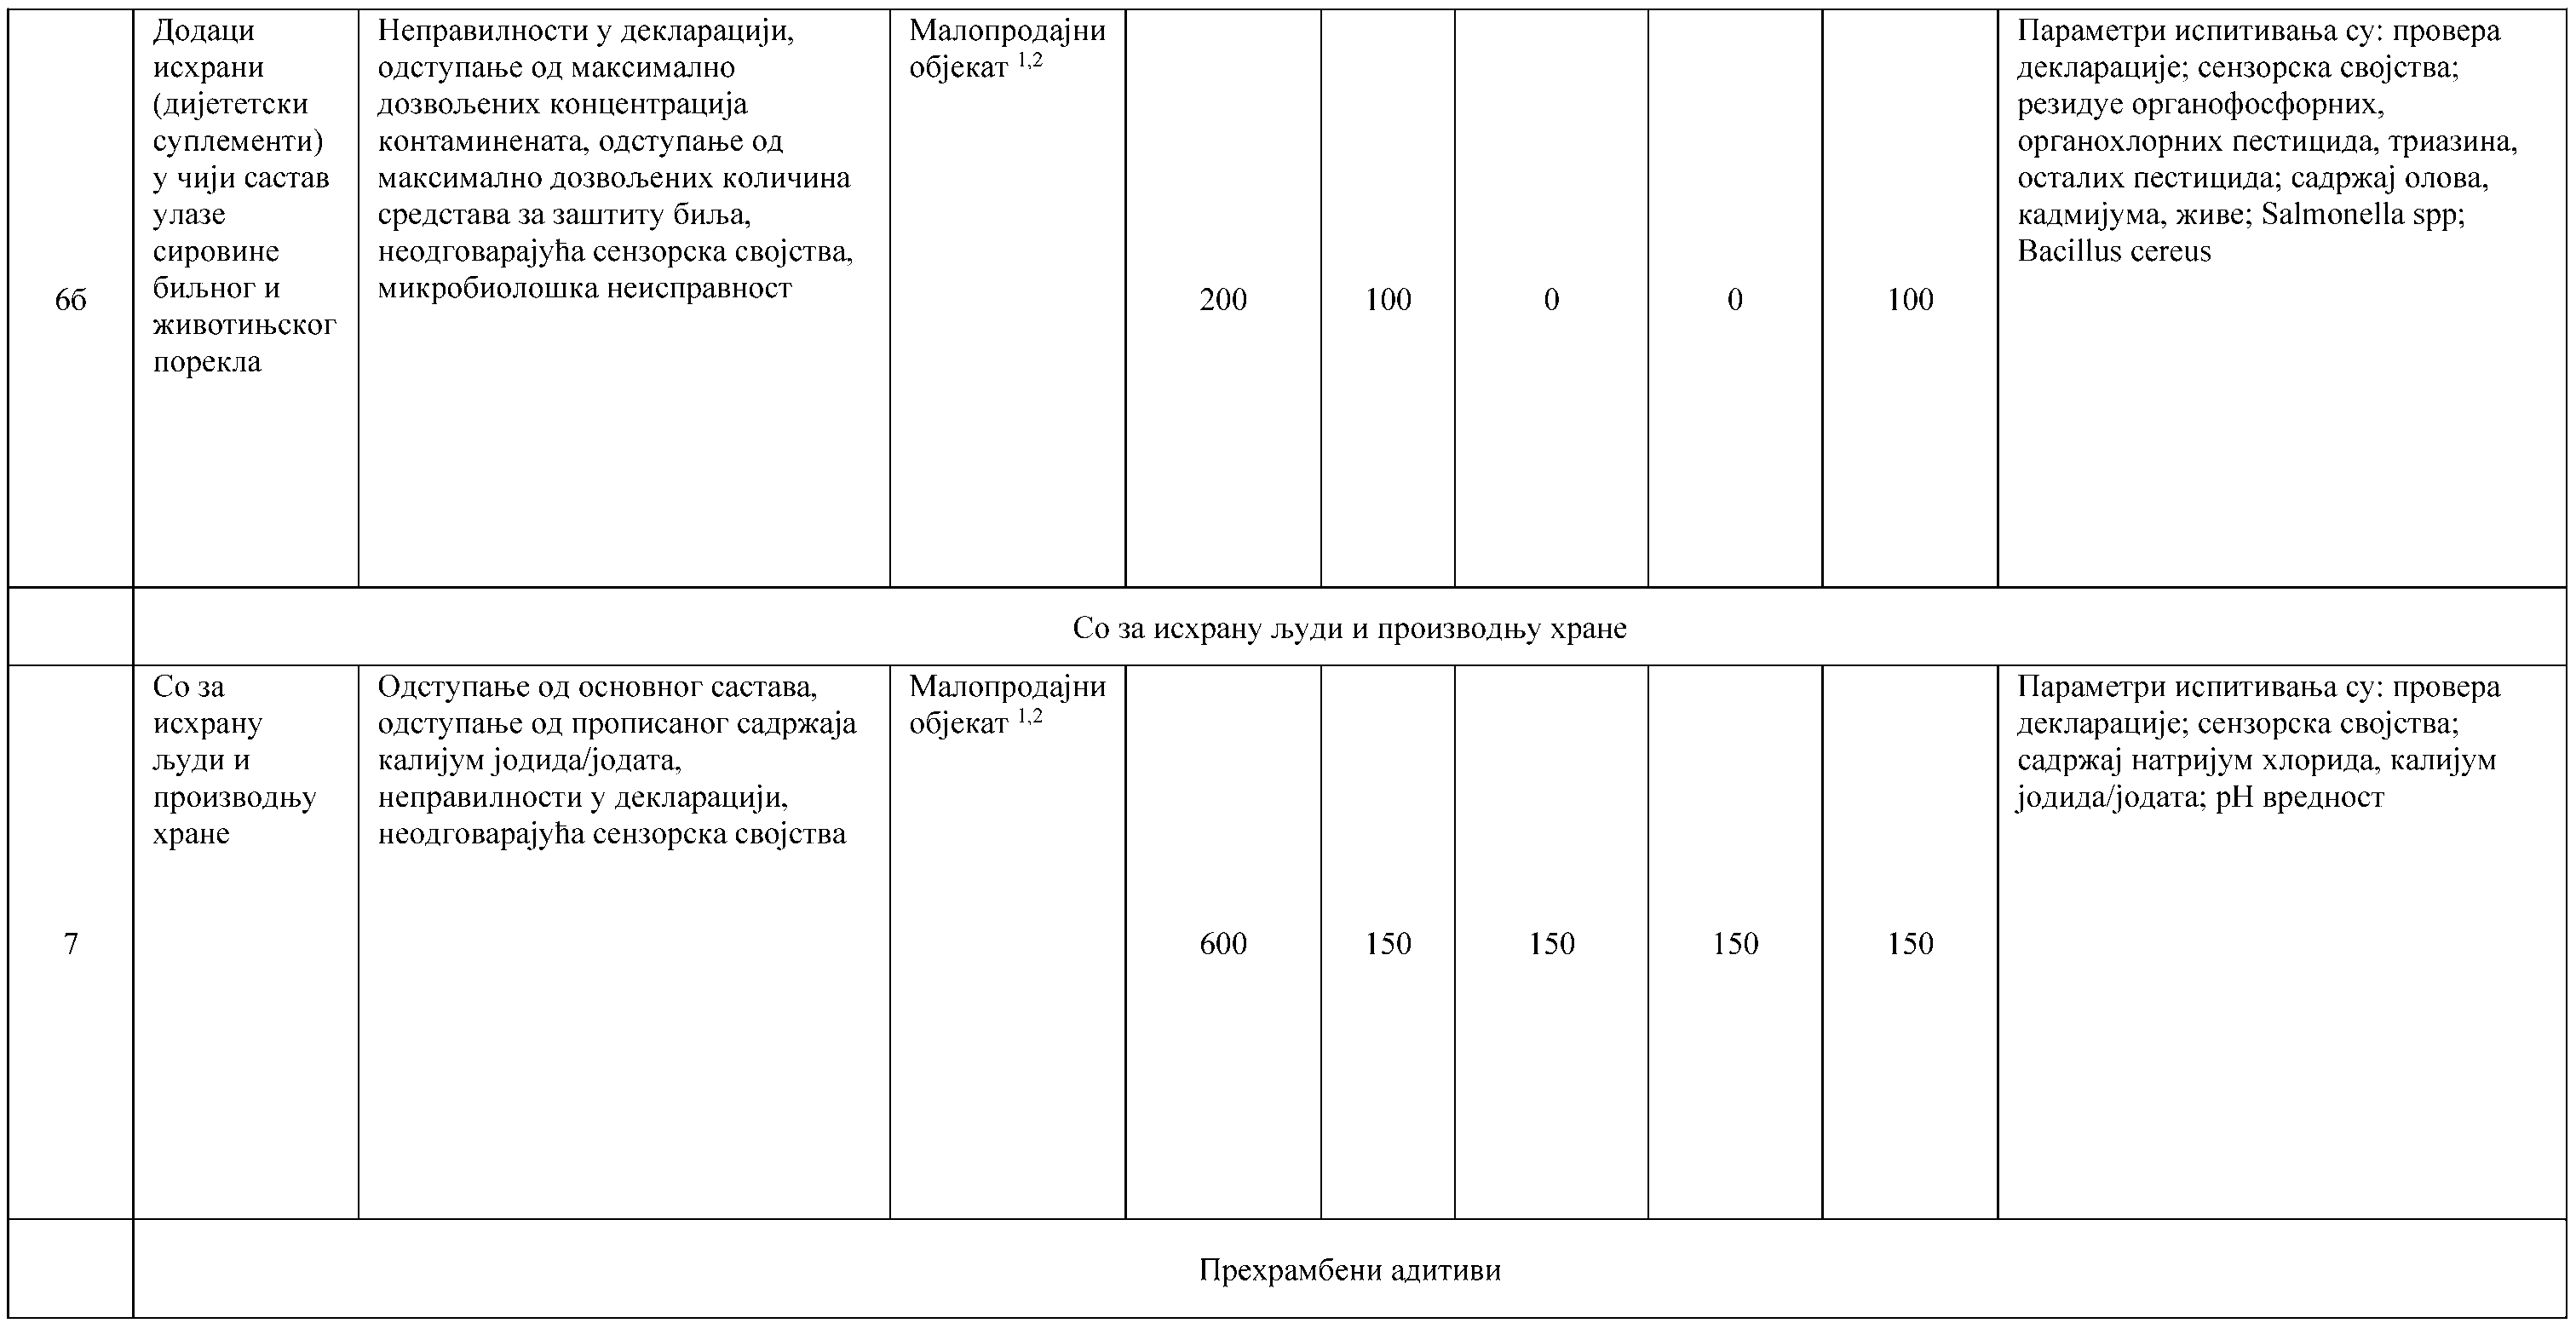 6б
Додаци
исхрани
(дијететски
суплементи)
у чији састав
улазе
сировине
биљног и
животињског
порекла
Неправилности у декларацији,
одступање од максимално
дозвољених концентрација
контаминената, одступање од
максимално дозвољених количина
средстава за заштиту биља,
неодговарајућа сензорска својства,
микробиолошка неисправност
Малопродајни
објекат 1,2
200
100
0
0
100
Параметри испитивања су: провера
декларације; сензорска својства;
резидуе органофосфорних,
органохлорних пестицида, триазина,
осталих пестицида; садржај олова,
кадмијума, живе; Salmonella spp;
Bacillus cereus
Со за исхрану људи и производњу хране
7
Со за
исхрану
људи и
производњу
хране
Одступање од основног састава,
одступање од прописаног садржаја
калијум јодида/јодата,
неправилности у декларацији,
неодговарајућа сензорска својства
Малопродајни
објекат 1,2
600
150
150
150
150
Параметри испитивања су: провера
декларације; сензорска својства;
садржај натријум хлорида, калијум
јодида/јодата; pH вредност
Прехрамбени адитиви